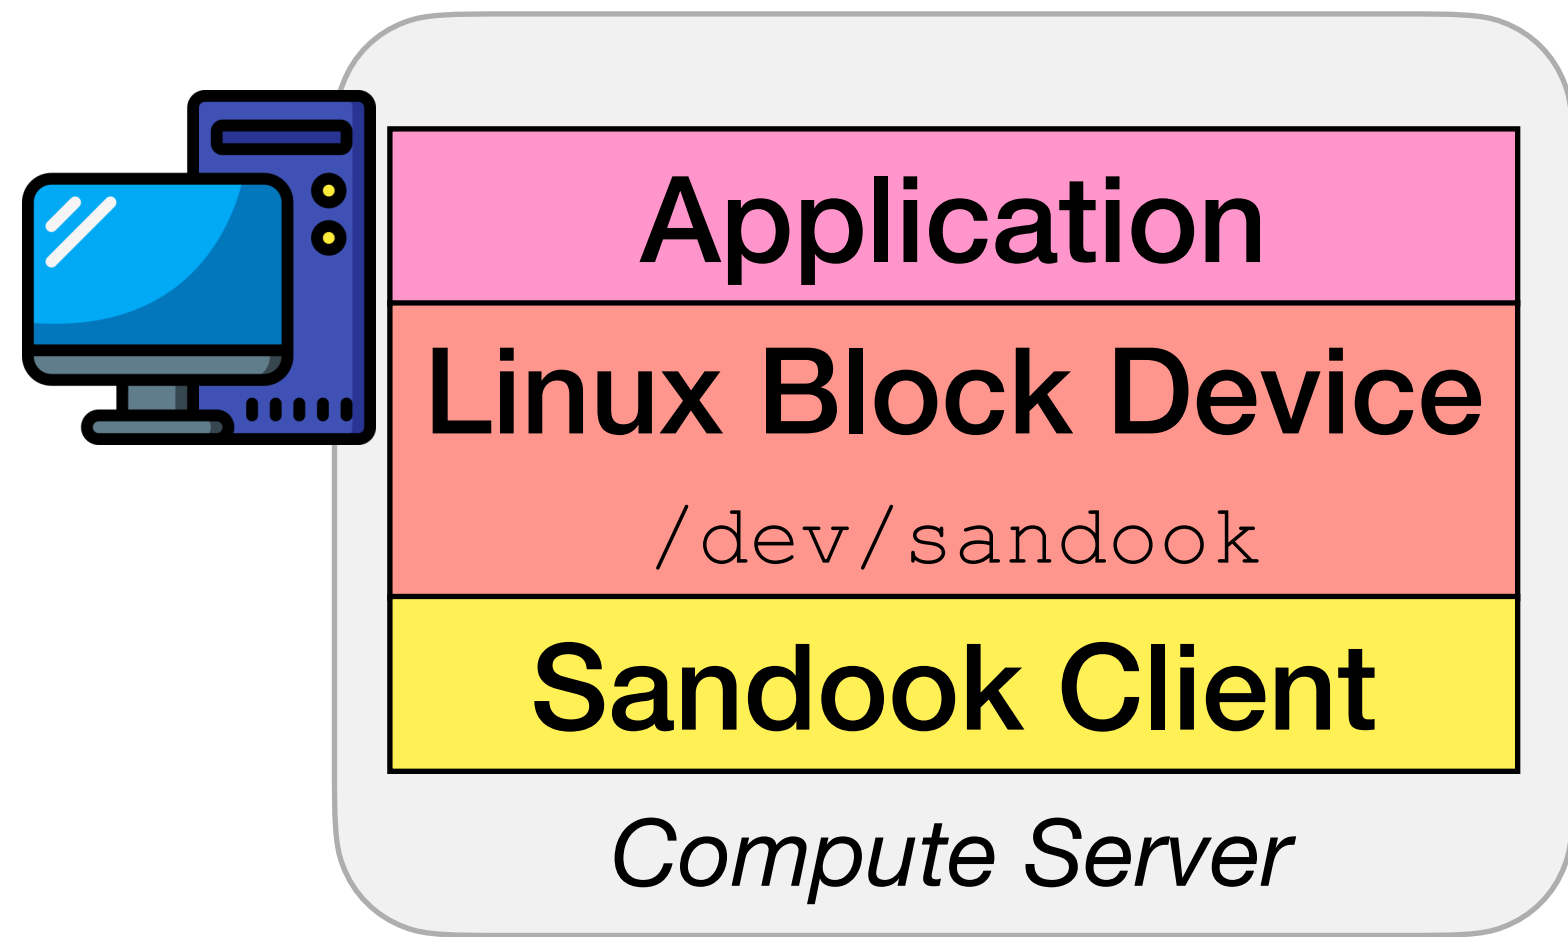 Application
Linux Block Device
/dev/sandook
Sandook Client
Compute Server